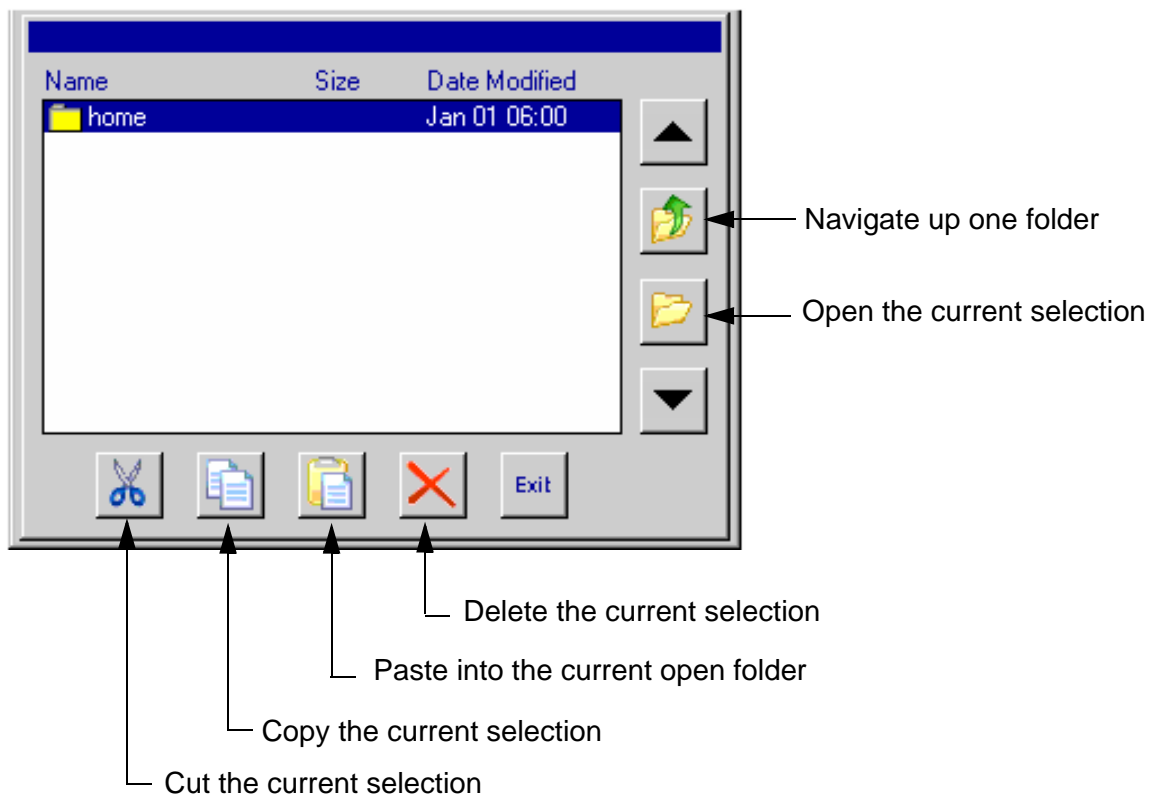 Name Size Date Modified
home Jan 01 06:00
Navigate up one folder
Open the current selection
Exit
Delete the current selection
Paste into the current open folder
Copy the current selection
Cut the current selection